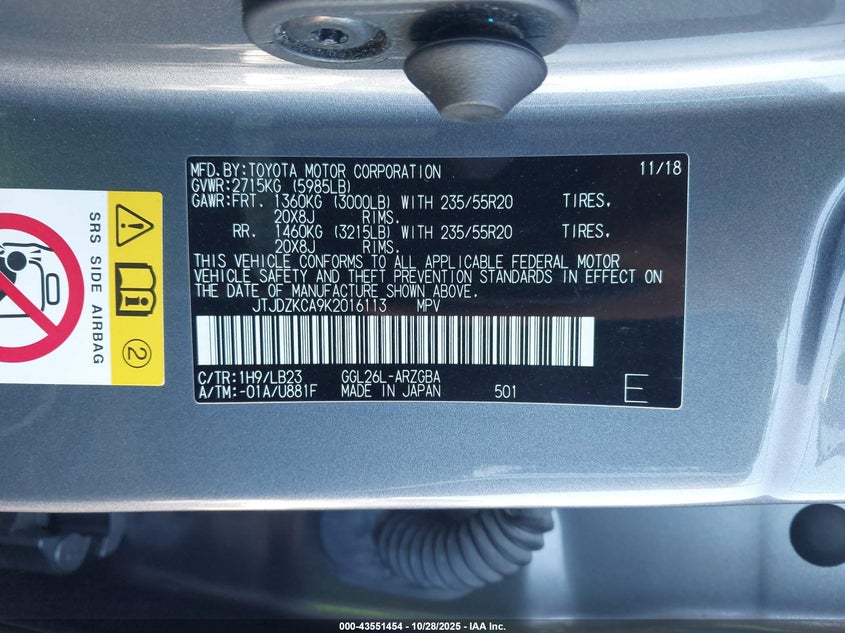 MFD.BY:TOYOTA MOTOR CORPORATION 11/18
GVWR:2715KG (5985LB)
GAWR:FRT. 1360KG (3000LB) WITH 235/55R20 TIRES,
20X8J RIMS.
RR. 1460KG (3215LB) WITH 235/55R20 TIRES,
20X8J RIMS.
THIS VEHICLE CONFORMS TO ALL APPLICABLE FEDERAL MOTOR
VEHICLE SAFETY AND THEFT PREVENTION STANDARDS IN EFFECT ON
THE DATE OF MANUFACTURE SHOWN ABOVE.
JTJDZKCA9K2016113 MPV
C/TR:1H9/LB23 GGL26L-ARZGBA
A/TM:-01A/U881F MADE IN JAPAN 501 E
SRS SIDE AIRBAG
2
000-43551454 | 10/28/2025 - IAA Inc.